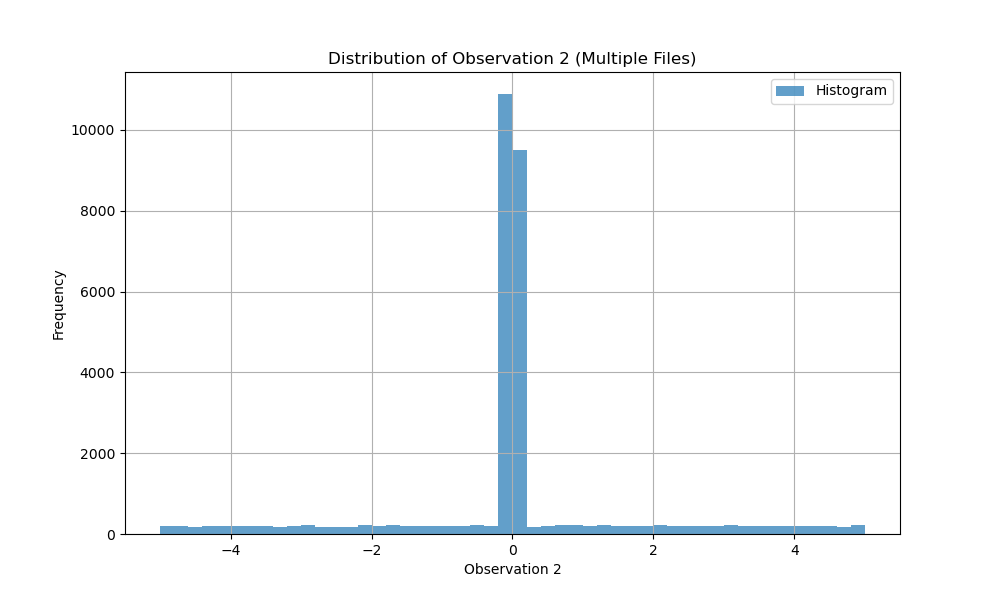 Distribution of Observation 2 (Multiple Files)
Histogram
10000
8000
6000
4000
2000
0
−4
−2
0
2
4
Frequency
Observation 2